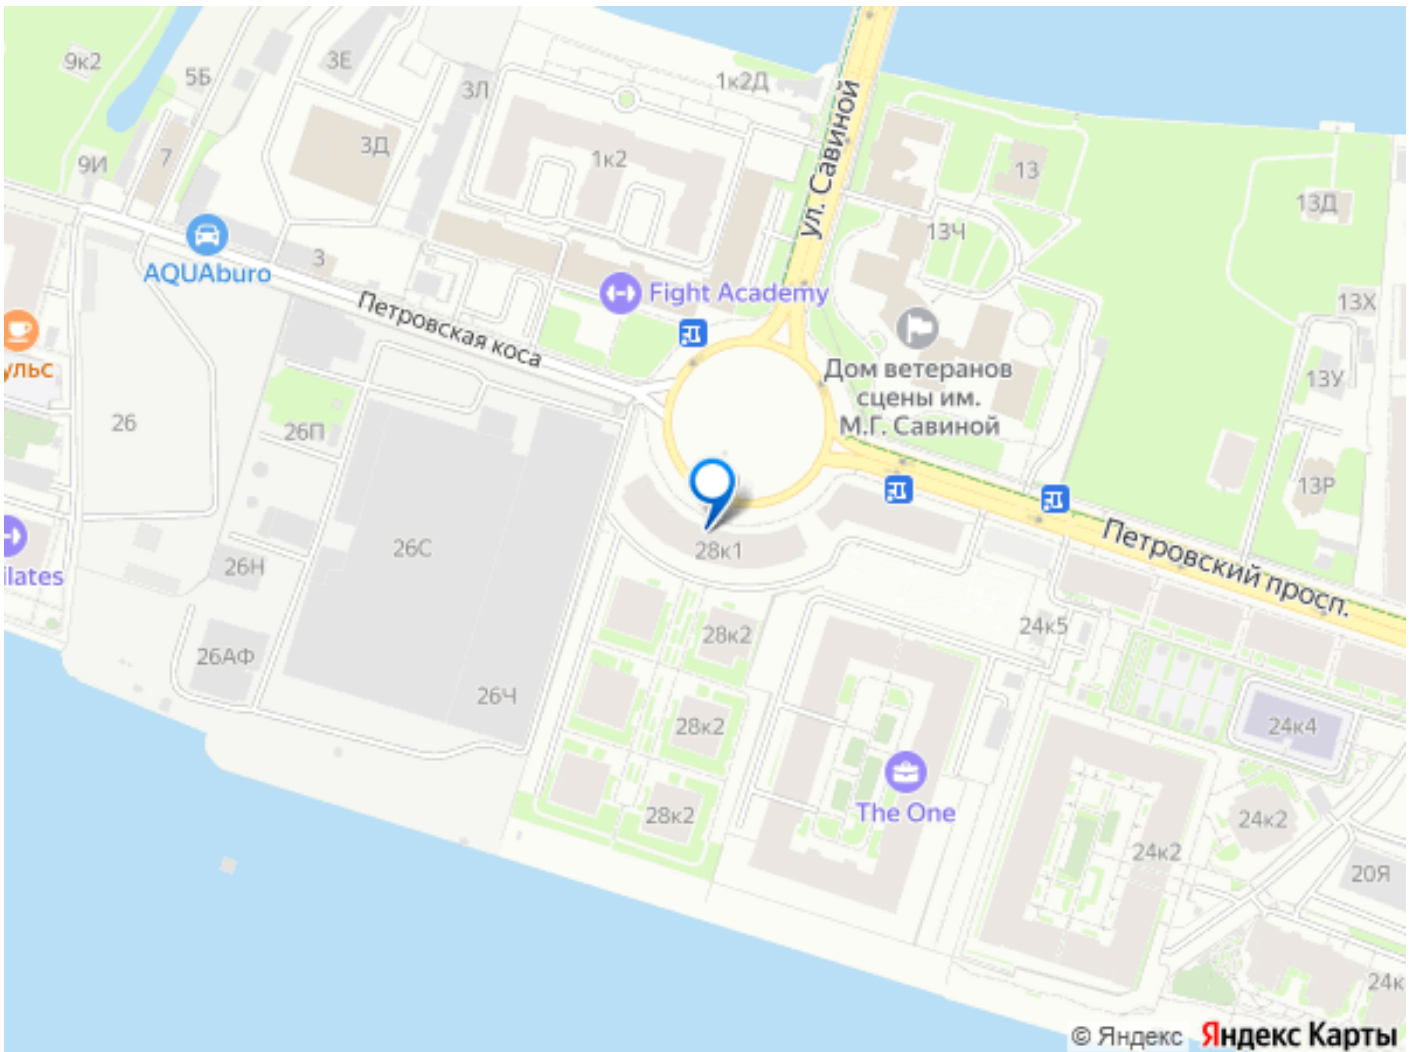 9к2
5Б
3Е
3Л
1к2Д
ул. Савиной
3Д
1к2
7
9И
13
13Д
13Ч
3
AQUAburo
Fight Academy
13Х
Петровская коса
Дом ветеранов
сцены им.
М.Г. Савиной
13У
ульс
26
26П
13Р
Петровский просп.
26С
28к1
26Н
ilates
24к5
28к2
26АФ
26Ч
28к2
24к4
The One
28к2
24к2
24к2
20Я
24к
© Яндекс Яндекс Карты